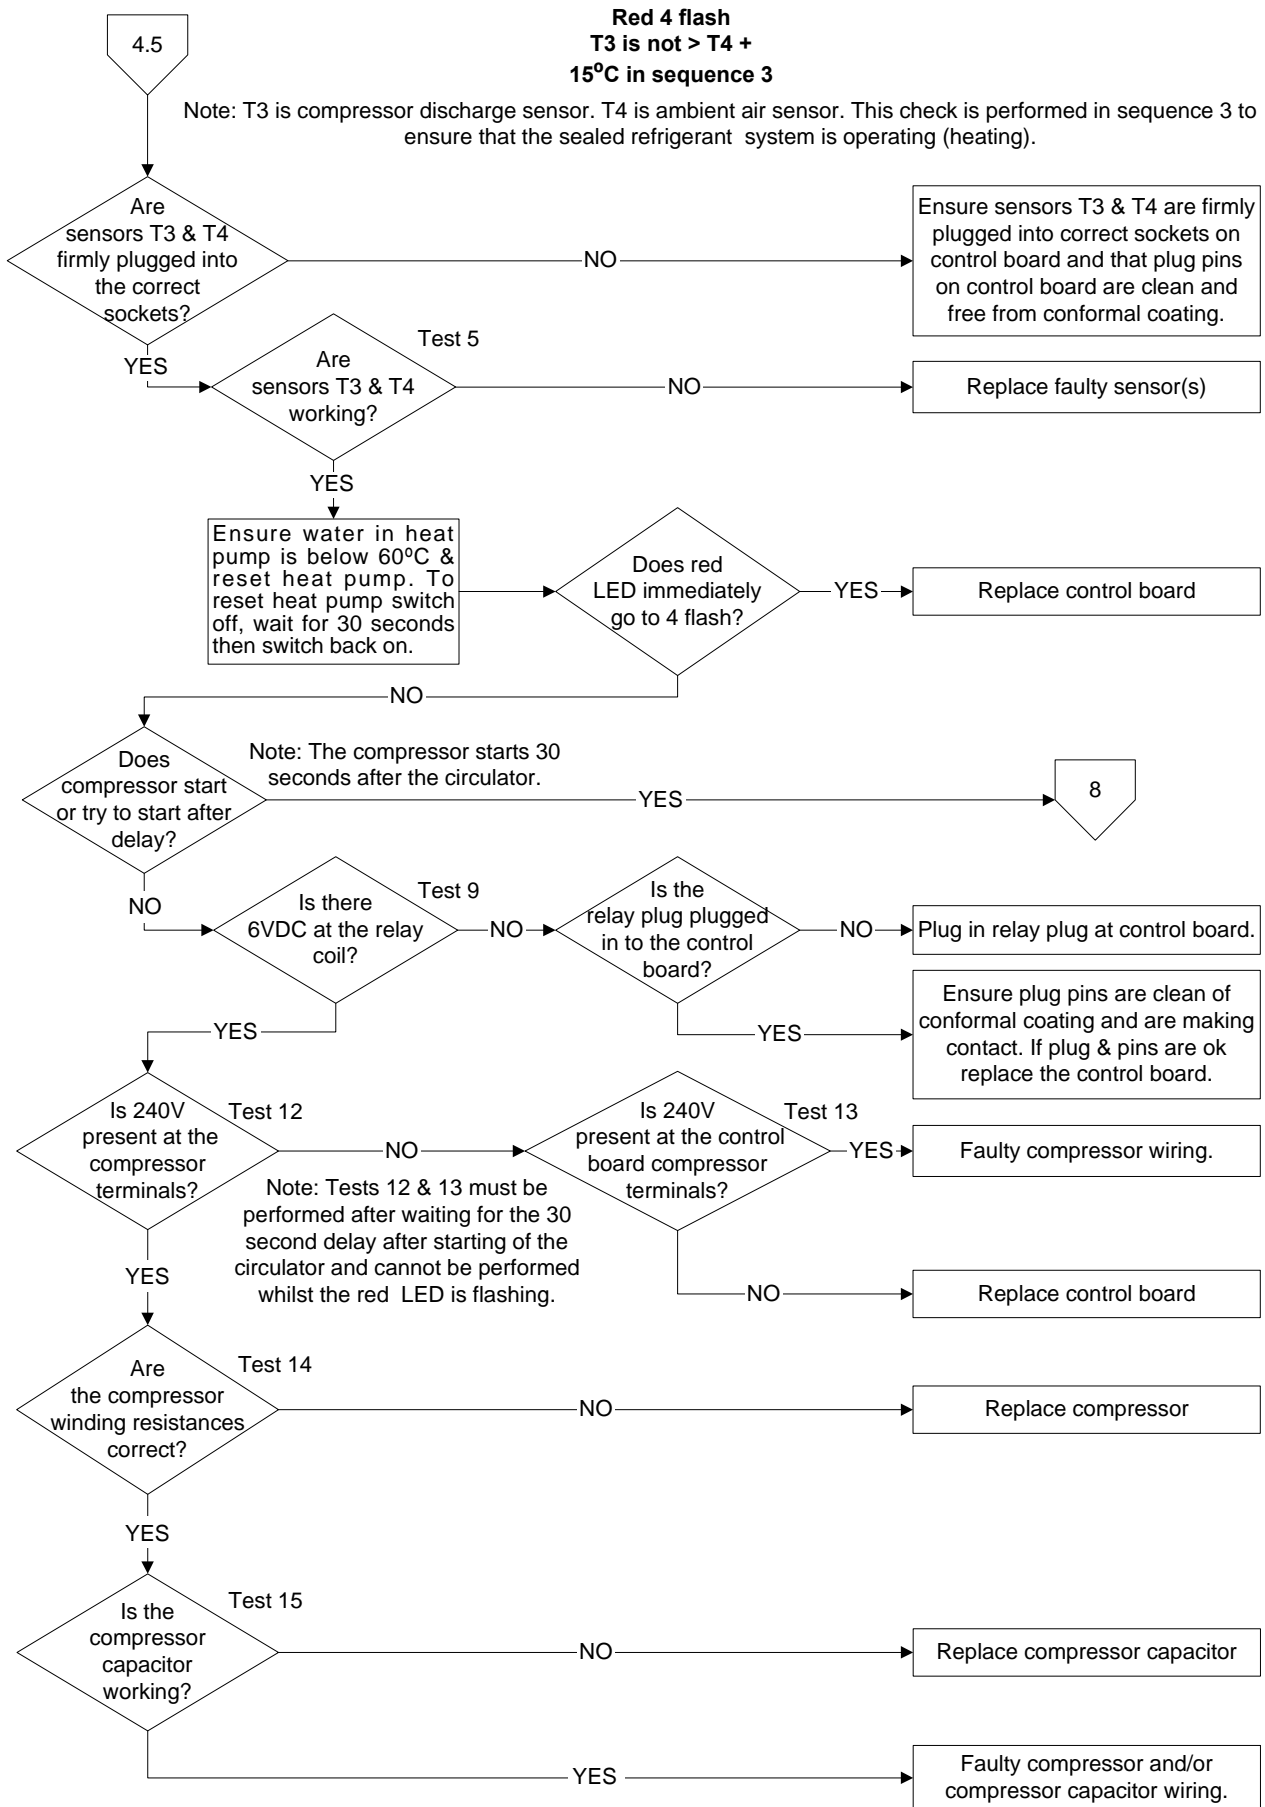 4.5
Red 4 flash
T3 is not > T4 +
15⁰C in sequence 3
Note: T3 is compressor discharge sensor. T4 is ambient air sensor. This check is performed in sequence 3 to
ensure that the sealed refrigerant system is operating (heating).
Are
sensors T3 & T4
firmly plugged into
the correct
sockets?
NO
Ensure sensors T3 & T4 are firmly
plugged into correct sockets on
control board and that plug pins
on control board are clean and
free from conformal coating.
YES
Are
sensors T3 & T4
working?
Test 5
NO
Replace faulty sensor(s)
YES
Ensure water in heat
pump is below 60⁰C &
reset heat pump. To
reset heat pump switch
off, wait for 30 seconds
then switch back on.
Does red
LED immediately
go to 4 flash?
YES
Replace control board
NO
Does
compressor start
or try to start after
delay?
Note: The compressor starts 30
seconds after the circulator.
YES
8
NO
Is there
6VDC at the relay
coil?
Test 9
NO
Is the
relay plug plugged
in to the control
board?
NO
Plug in relay plug at control board.
YES
YES
Ensure plug pins are clean of
conformal coating and are making
contact. If plug & pins are ok
replace the control board.
Is 240V
present at the
compressor
terminals?
Test 12
NO
Is 240V
present at the control
board compressor
terminals?
Test 13
YES
Faulty compressor wiring.
Note: Tests 12 & 13 must be
performed after waiting for the 30
second delay after starting of the
circulator and cannot be performed
whilst the red LED is flashing.
YES
NO
Replace control board
Are
the compressor
winding resistances
correct?
Test 14
NO
Replace compressor
YES
Is the
compressor
capacitor
working?
Test 15
NO
Replace compressor capacitor
YES
Faulty compressor and/or
compressor capacitor wiring.